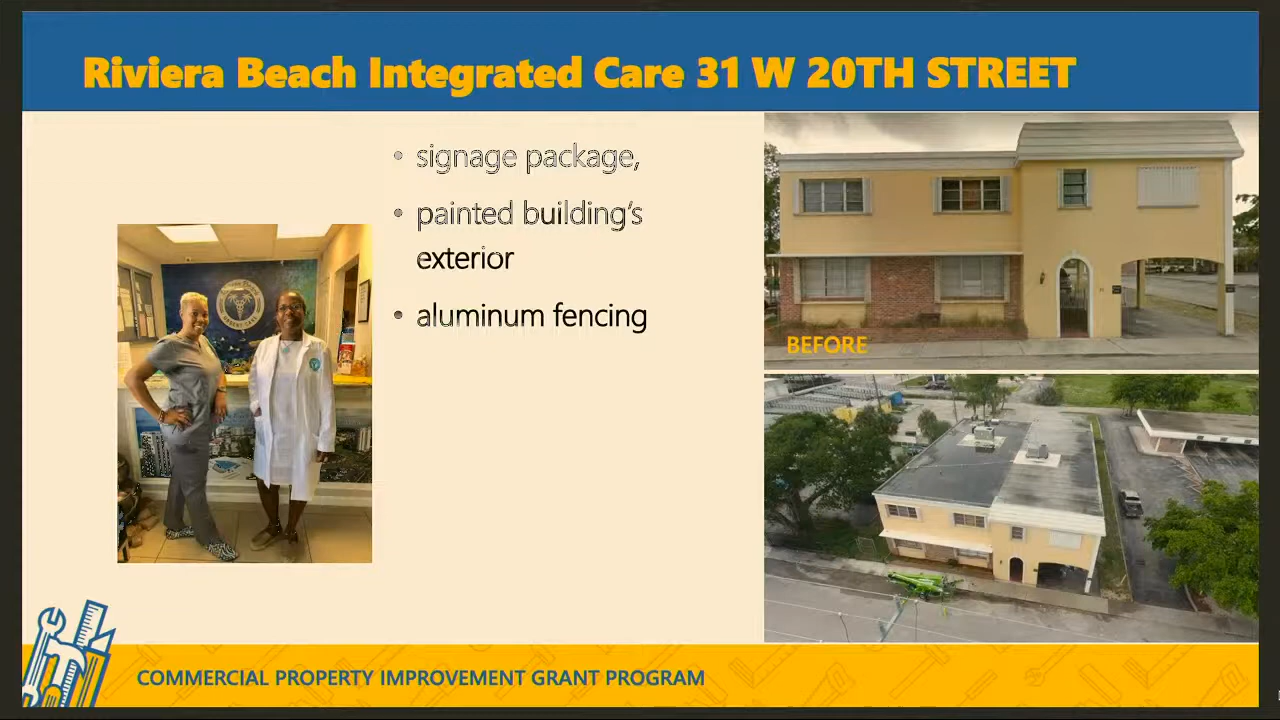 Riviera Beach Integrated Care 31 W 20TH STREET
• signage package,
• painted building's
exterior
• aluminum fencing
BEFORE
COMMERCIAL PROPERTY IMPROVEMENT GRANT PROGRAM